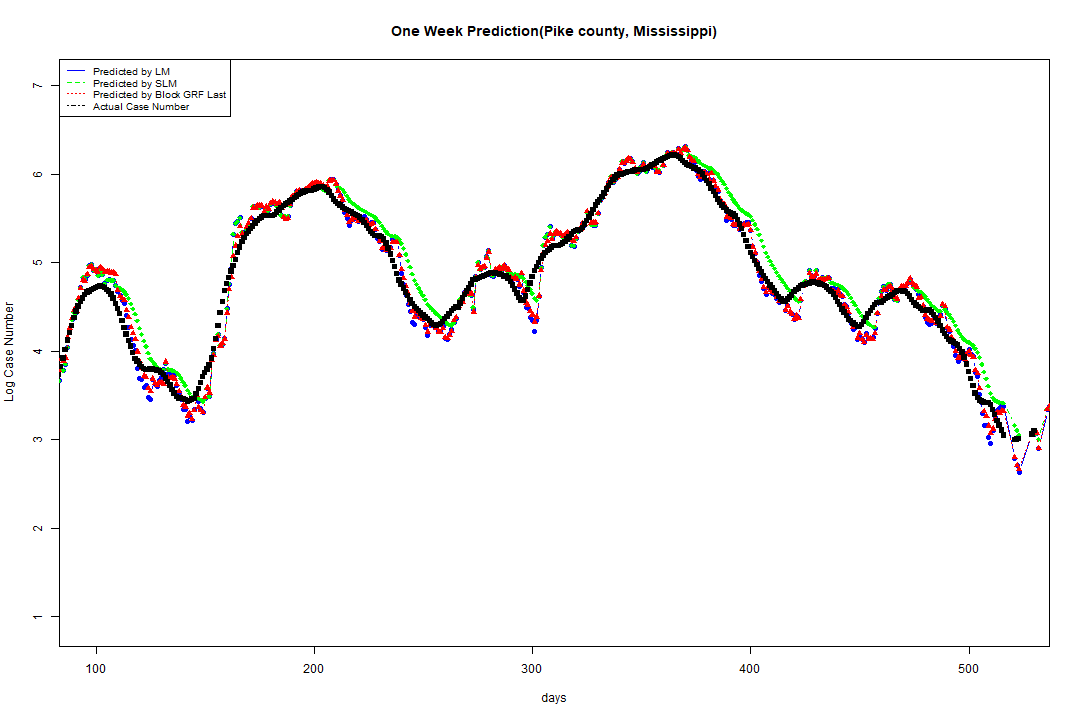 One Week Prediction(Pike county, Mississippi)
Predicted by LM
Predicted by SLM
Predicted by Block GRF Last
Actual Case Number
Log Case Number
7
6
5
4
3
2
1
100 200 300 400 500
days